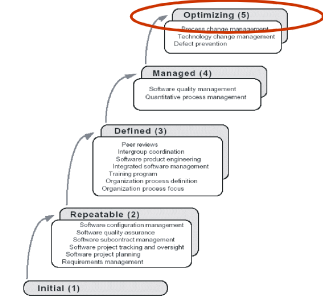 Optimizing (5)
Process change management
Technology change management
Defect prevention
Managed (4)
Software quality management
Quantitative process management
Defined (3)
Peer reviews
Intergroup coordination
Software product engineering
Integrated software management
Training program
Organization process definition
Organization process focus
Repeatable (2)
Software configuration management
Software quality assurance
Software subcontract management
Software project tracking and oversight
Software project planning
Requirements management
Initial (1)